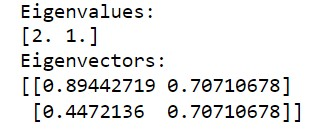 Eigenvalues:
[2. 1.]
Eigenvectors:
[[0.89442719 0.70710678]
 [0.4472136  0.70710678]]